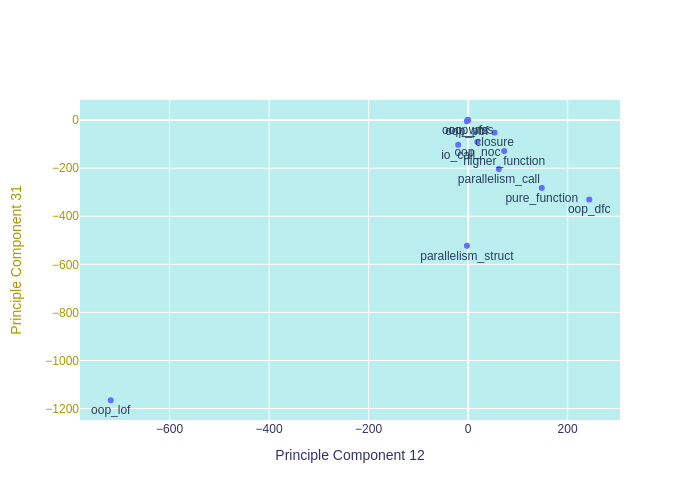 0
−200
−400
−600
−800
−1000
−1200
−600
−400
−200
0
200
Principle Component 12
Principle Component 31
closure
io_call
oop_noc
higher_function
parallelism_call
pure_function
oop_dfc
parallelism_struct
oop_lof